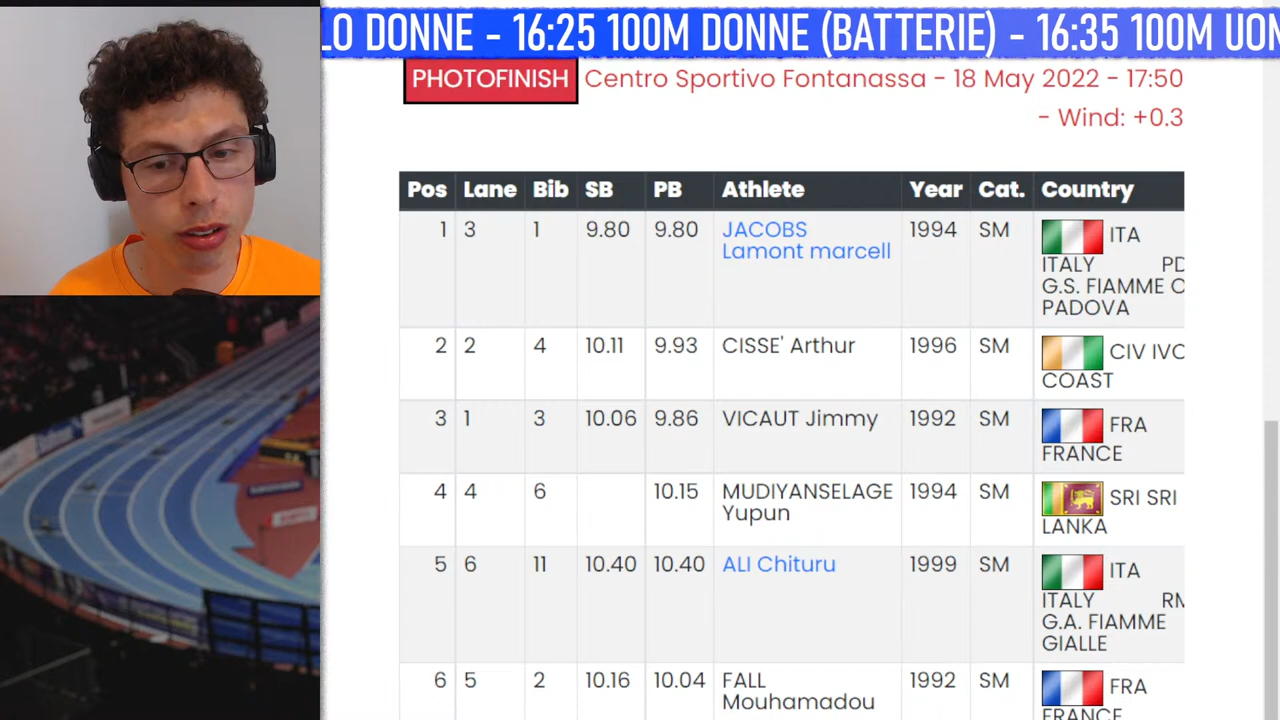 LO DONNE - 16:25 100M DONNE (BATTERIE) - 16:35 100M UON
PHOTOFINISH Centro Sportivo Fontanassa - 18 May 2022 - 17:50
- Wind: +0.3
Pos Lane Bib SB PB Athlete Year Cat. Country
1 3 1 9.80 9.80 JACOBS 1994 SM ITA
Lamont marcell
ITALY PD
G.S. FIAMME O
PADOVA
2 2 4 10.11 9.93 CISSE' Arthur 1996 SM CIV IVO
COAST
3 1 3 10.06 9.86 VICAUT Jimmy 1992 SM FRA
FRANCE
4 4 6 10.15 MUDIYANSELAGE 1994 SM SRI SRI
Yupun
LANKA
5 6 11 10.40 10.40 ALI Chituru 1999 SM ITA
ITALY RM
G.A. FIAMME
GIALLE
6 5 2 10.16 10.04 FALL 1992 SM FRA
Mouhamadou
FRANCE